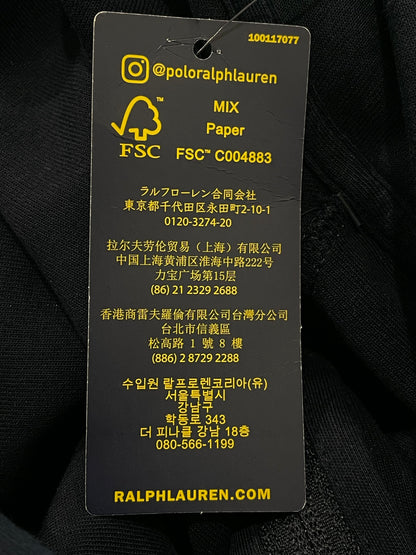 100117077
12
@poloralphlauren
™
FSC
MIX
Paper
FSC™ C004883
ラルフローレン合同会社
東京都千代田区永田町2-10-1
0120-3274-20
拉尔夫劳伦贸易（上海）有限公司
中国上海黄浦区淮海中路222号
力宝广场第15层
(86) 21 2329 2688
香港商雷夫羅倫有限公司台灣分公司
台北市信義區
松高路 1 號 8 樓
(886) 2 8729 2288
수입원 랄프로렌코리아(유)
서울특별시
강남구
학동로 343
더 피나클 강남 18층
080-566-1199
RALPHLAUREN.COM